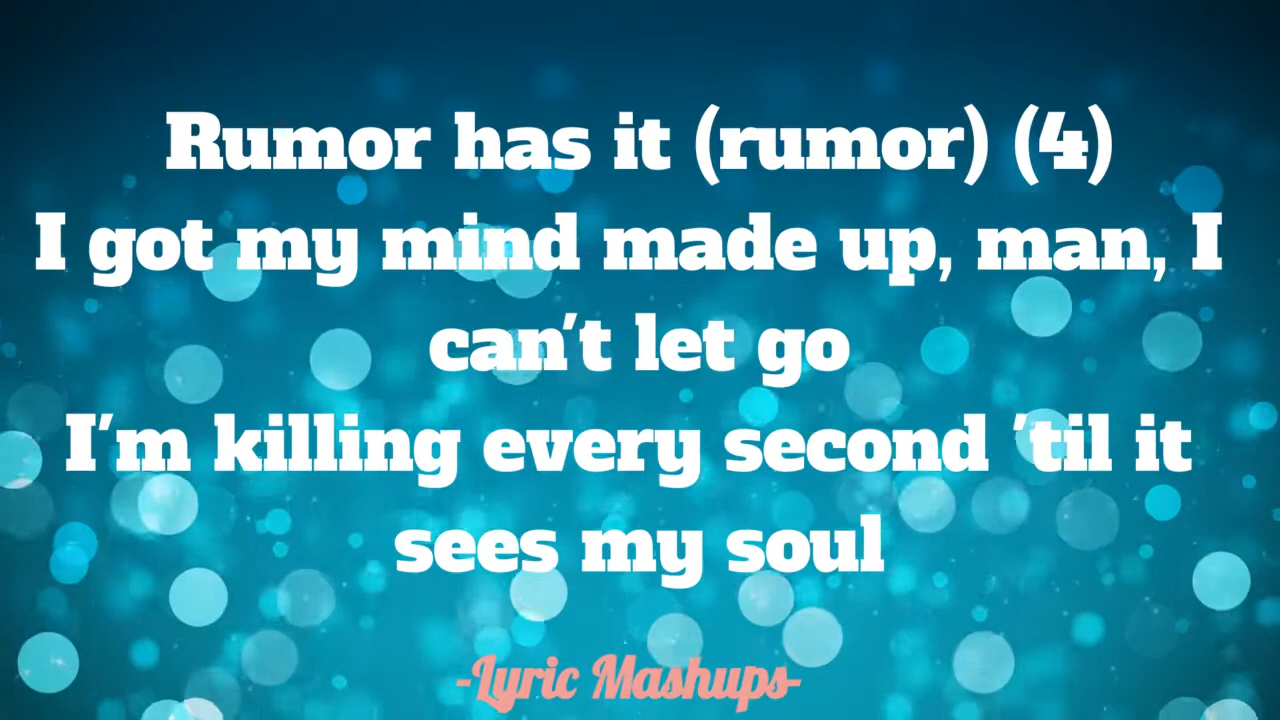 Rumor has it (rumor) (4)
I got my mind made up, man, I
can't let go
I'm killing every second 'til it
sees my soul
-Lyric Mashups-